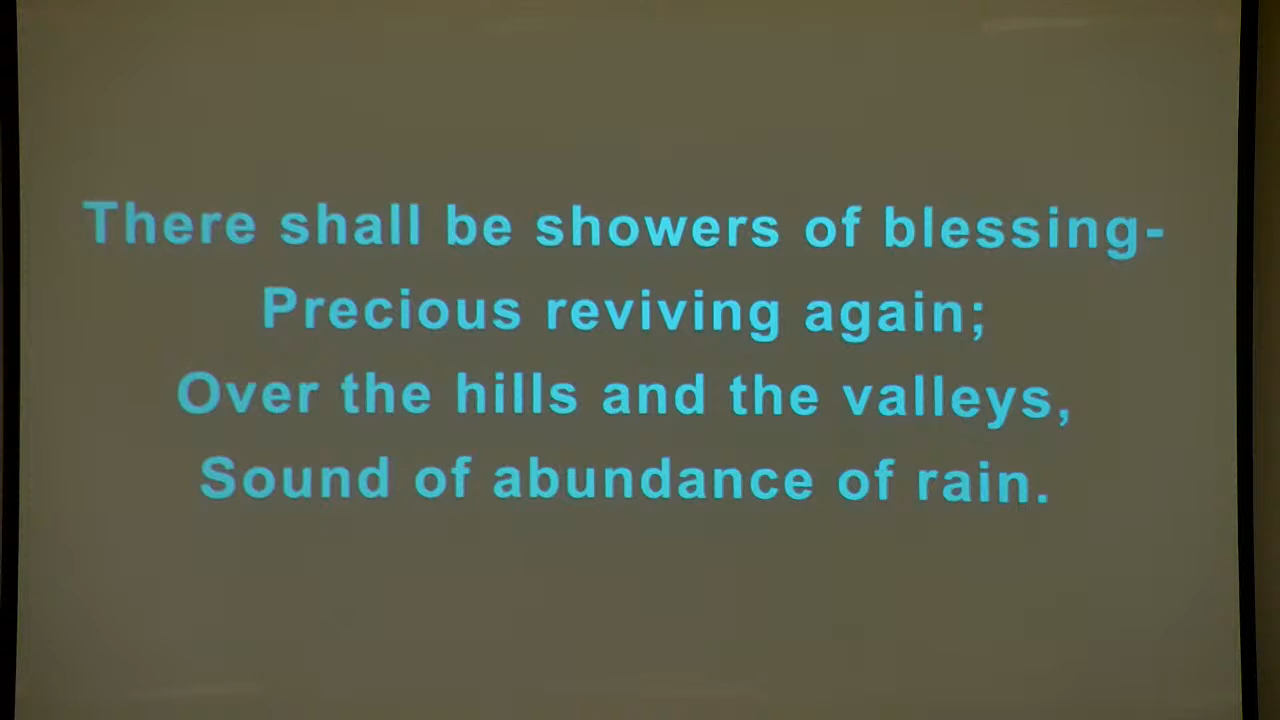 There shall be showers of blessing-
Precious reviving again;
Over the hills and the valleys,
Sound of abundance of rain.